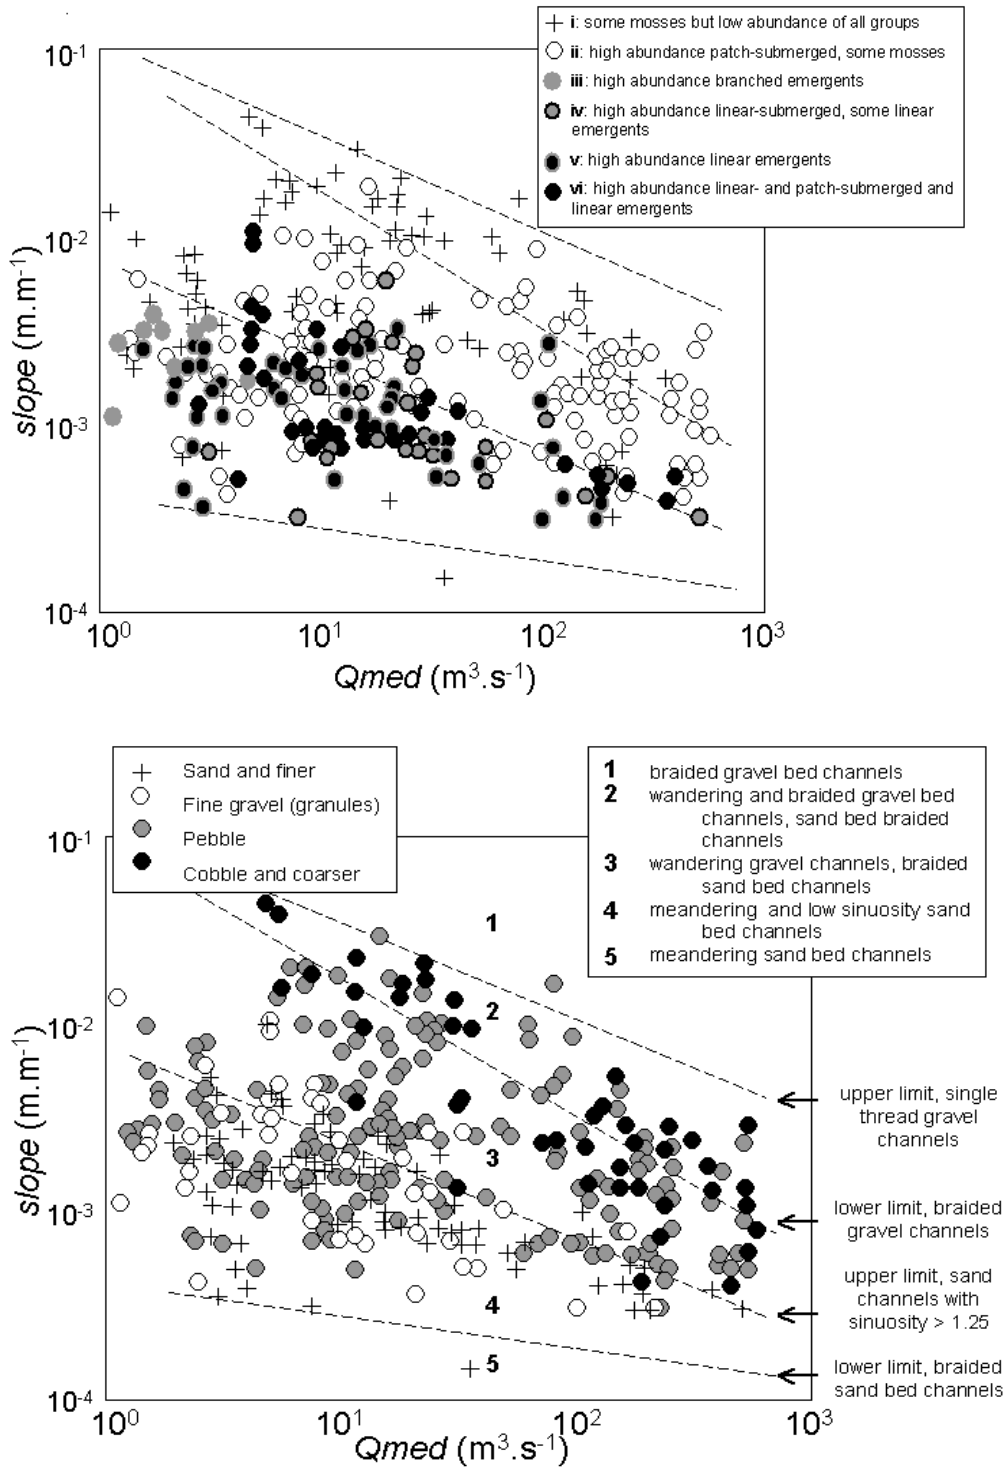 i: some mosses but low abundance of all groups
ii: high abundance patch-submerged, some mosses
iii: high abundance branched emergents
iv: high abundance linear-submerged, some linear
emergents
v: high abundance linear emergents
vi: high abundance linear- and patch-submerged and
linear emergents
10-1
10-2
10-3
10-4
slope (m.m-1)
100
101
102
103
Qmed (m3.s-1)
Sand and finer
Fine gravel (granules)
Pebble
Cobble and coarser
1 braided gravel bed channels
2 wandering and braided gravel bed
channels, sand bed braided
channels
3 wandering gravel channels, braided
sand bed channels
4 meandering and low sinuosity sand
bed channels
5 meandering sand bed channels
10-1
10-2
10-3
10-4
slope (m.m-1)
1
2
3
4
5
upper limit, single
thread gravel
channels
lower limit, braided
gravel channels
upper limit, sand
channels with
sinuosity > 1.25
lower limit, braided
sand bed channels
100
101
102
103
Qmed (m3.s-1)